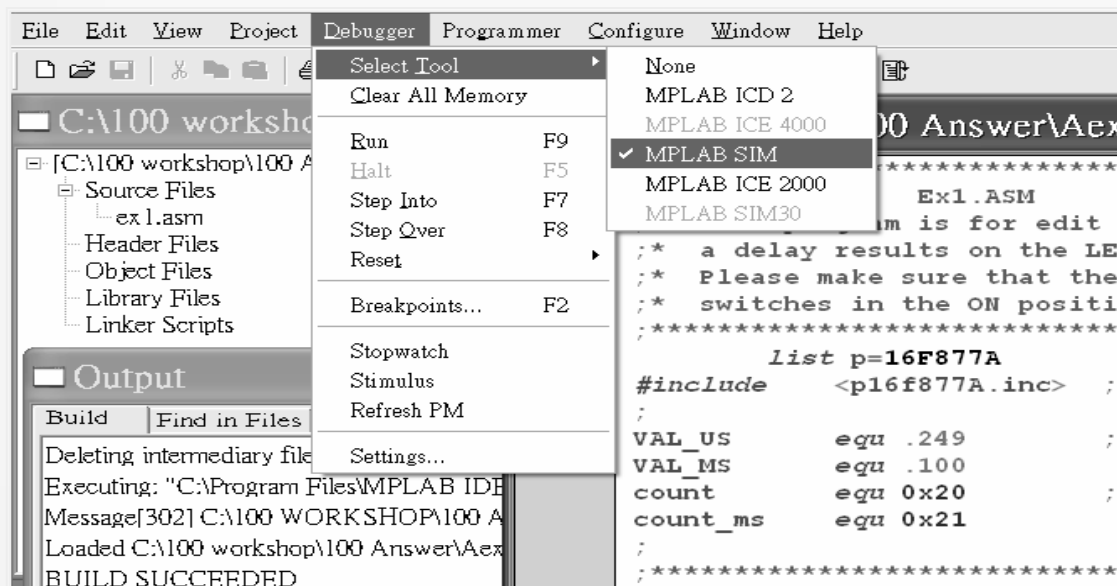 File Edit View Project Debugger Programmer Configure Window Help
Select Tool
Clear All Memory
Run F9
Halt F5
Step Into F7
Step Over F8
Reset
Breakpoints... F2
Stopwatch
Stimulus
Refresh PM
Settings...
None
MPLAB ICD 2
MPLAB ICE 4000
MPLAB SIM
MPLAB ICE 2000
MPLAB SIM30
C:\100 worksho
[C:\100 workshop\100 A
Source Files
ex1.asm
Header Files
Object Files
Library Files
Linker Scripts
Output
Build Find in Files
Deleting intermediary file
Executing: "C:\Program Files\MPLAB IDE
Message[302] C:\100 WORKSHOP\100 A
Loaded C:\100 workshop\100 Answer\Aex
BUILD SUCCEEDED
00 Answer\Aex
*****************
Ex1.ASM
is for edit
;* a delay results on the LE
;* Please make sure that the
;* switches in the ON positi
;*****************************
list p=16F877A
#include <p16f877A.inc> ;
;
VAL_US equ .249 ;
VAL_MS equ .100
count equ 0x20 ;
count_ms equ 0x21
;
;*****************************